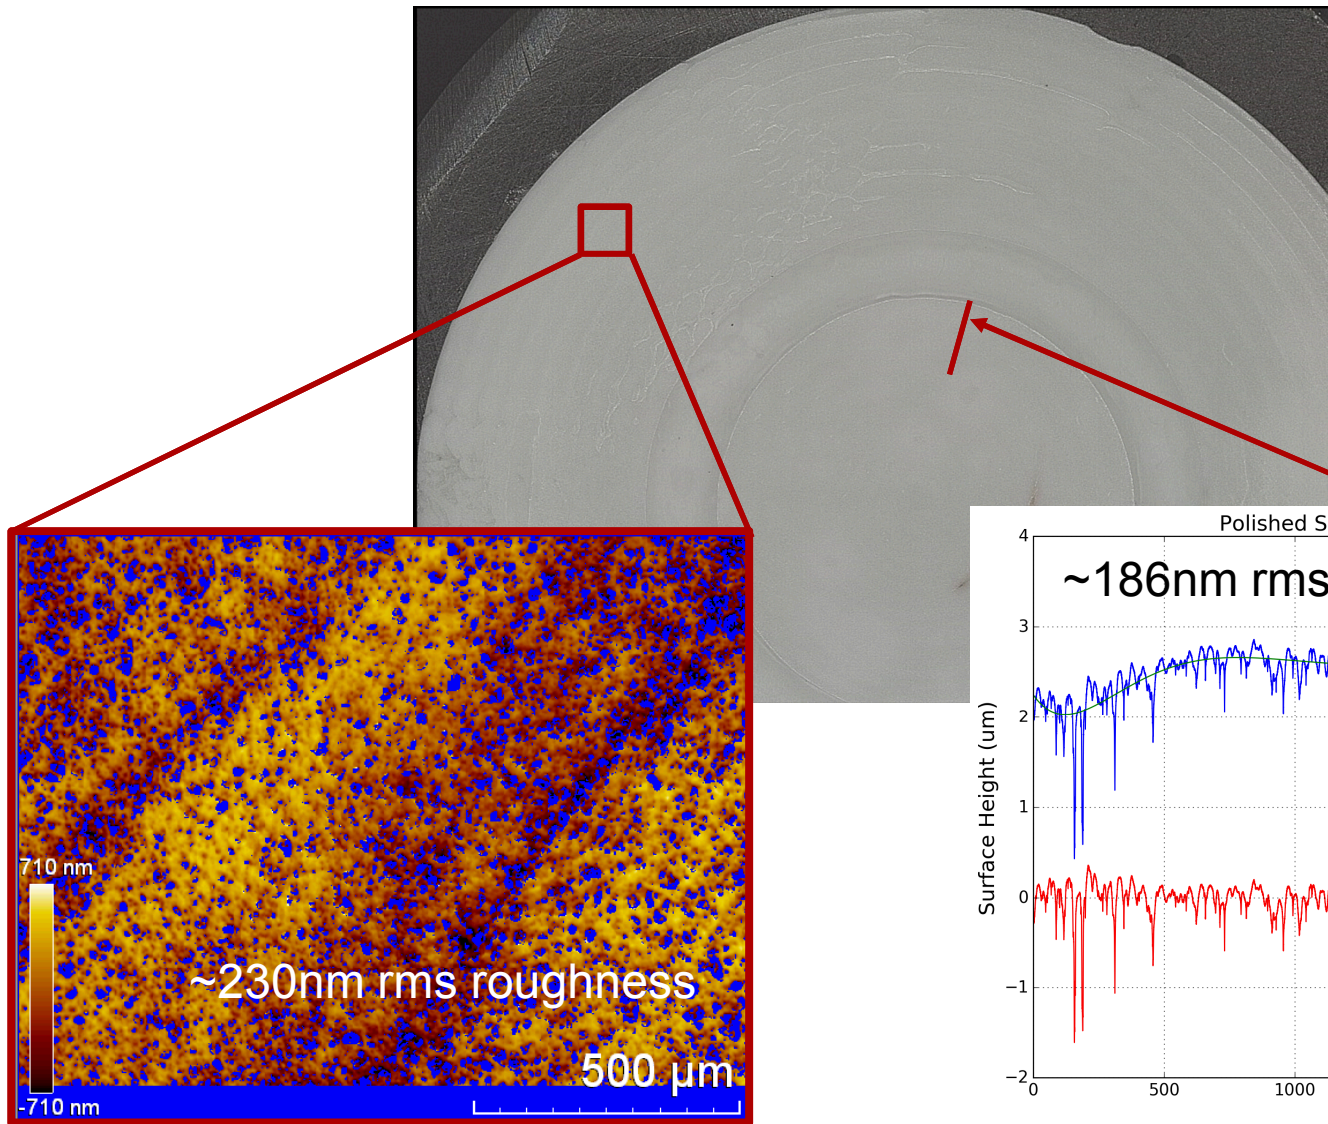 710 nm
-710 nm
~230nm rms roughness
500 µm
Polished S
~186nm rms
Surface Height (um)
4
3
2
1
0
−1
−2
0
500
1000